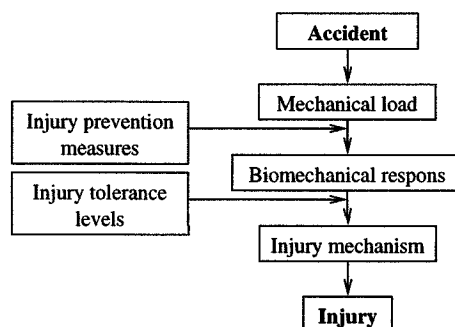 Accident
Mechanical load
Injury prevention
measures
Biomechanical respons
Injury tolerance
levels
Injury mechanism
Injury